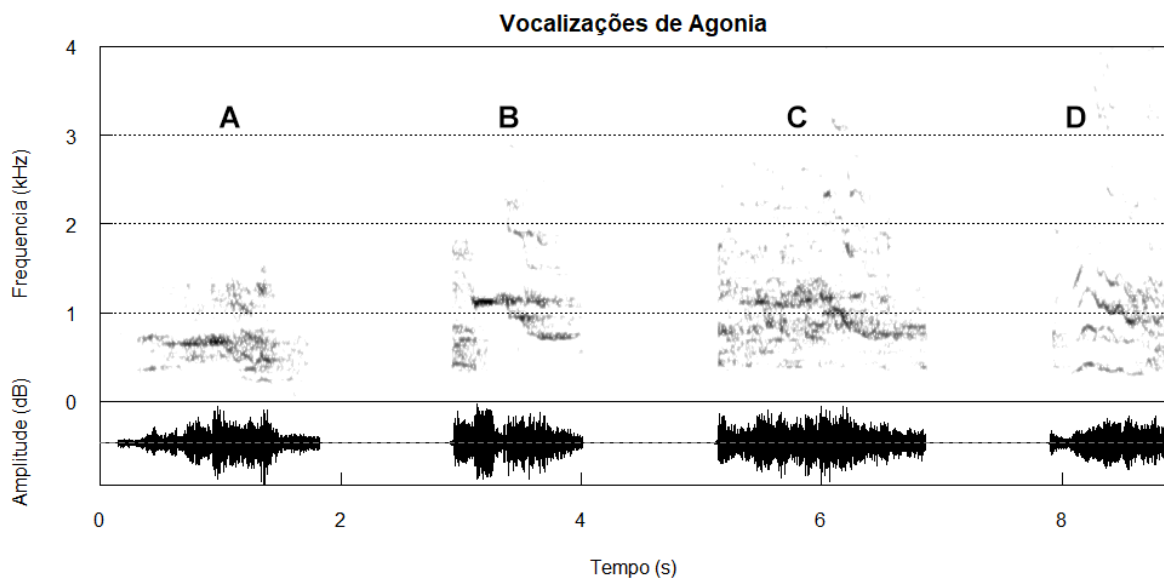 Vocalizações de Agonia
4
A
B
C
D
3
Frequencia (kHz)
2
1
0
Amplitude (dB)
0
2
4
6
8
Tempo (s)